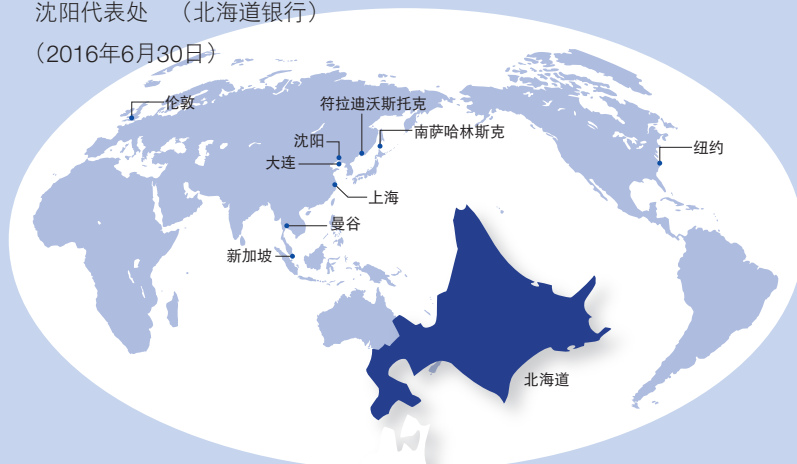 沈阳代表处 （北海道银行）
（2016年6月30日）
伦敦
符拉迪沃斯托克
南萨哈林斯克
沈阳
纽约
大连
上海
曼谷
新加坡
北海道